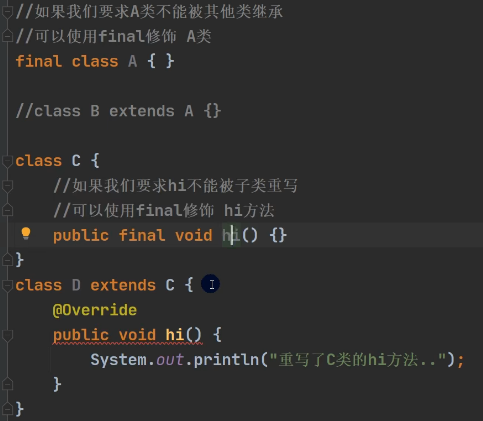 //如果我们要求A类不能被其他类继承
//可以使用final修饰 A类
final class A { }
//class B extends A {}
class C {
    //如果我们要求hi不能被子类重写
    //可以使用final修饰 hi方法
    public final void hi() {}
}
class D extends C {
    @Override
    public void hi() {
        System.out.println("重写了C类的hi方法..");
    }
}